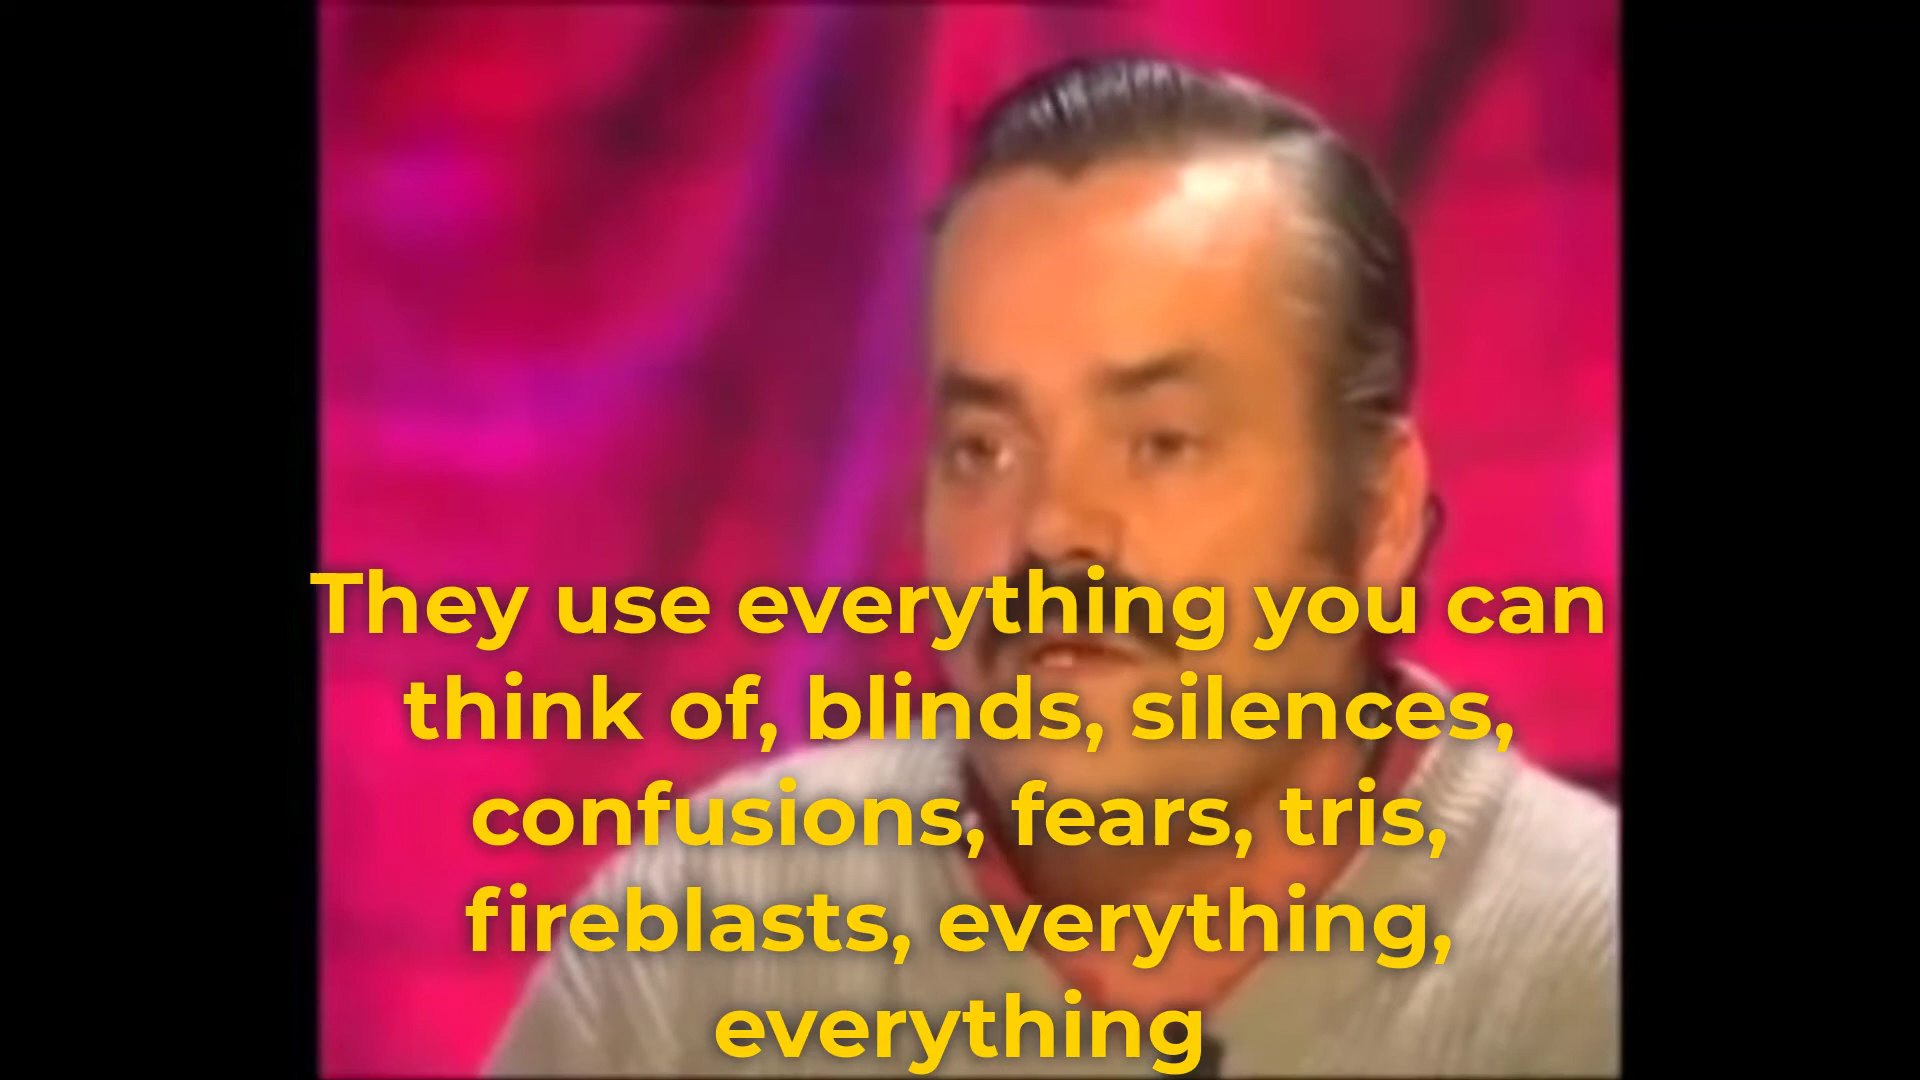 They use everything you can
think of, blinds, silences,
confusions, fears, tris,
fireblasts, everything,
everything